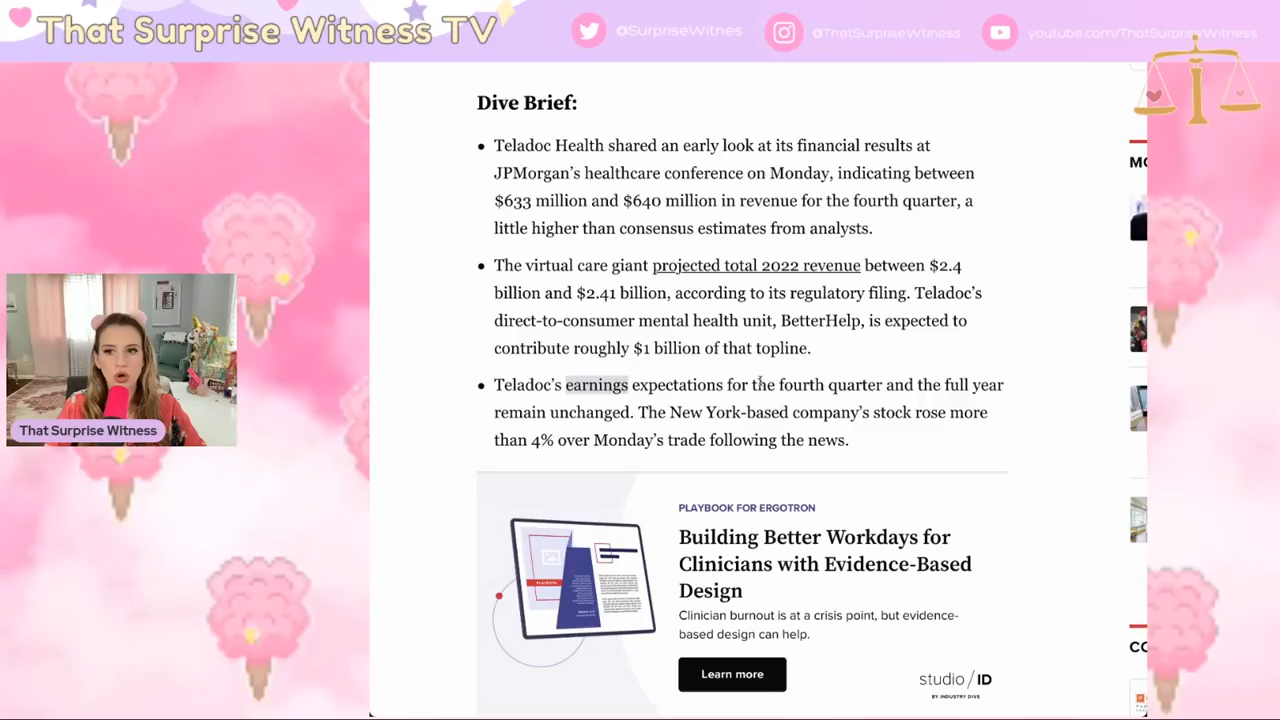 That Surprise Witness TV
@SurpriseWitnes
@ThatSurpriseWtiness
youtube.com/ThatSurpriseWitness
Dive Brief:
• Teladoc Health shared an early look at its financial results at
JPMorgan's healthcare conference on Monday, indicating between
$633 million and $640 million in revenue for the fourth quarter, a
little higher than consensus estimates from analysts.
• The virtual care giant projected total 2022 revenue between $2.4
billion and $2.41 billion, according to its regulatory filing. Teladoc's
direct-to-consumer mental health unit, BetterHelp, is expected to
contribute roughly $1 billion of that topline.
• Teladoc's earnings expectations for the fourth quarter and the full year
remain unchanged. The New York-based company's stock rose more
than 4% over Monday's trade following the news.
That Surprise Witness
PLAYBOOK FOR ERGOTRON
Building Better Workdays for
Clinicians with Evidence-Based
Design
Clinician burnout is at a crisis point, but evidence-
based design can help.
Learn more
studio/ID
BY INDUSTRY DIVE
PLAYBOOK